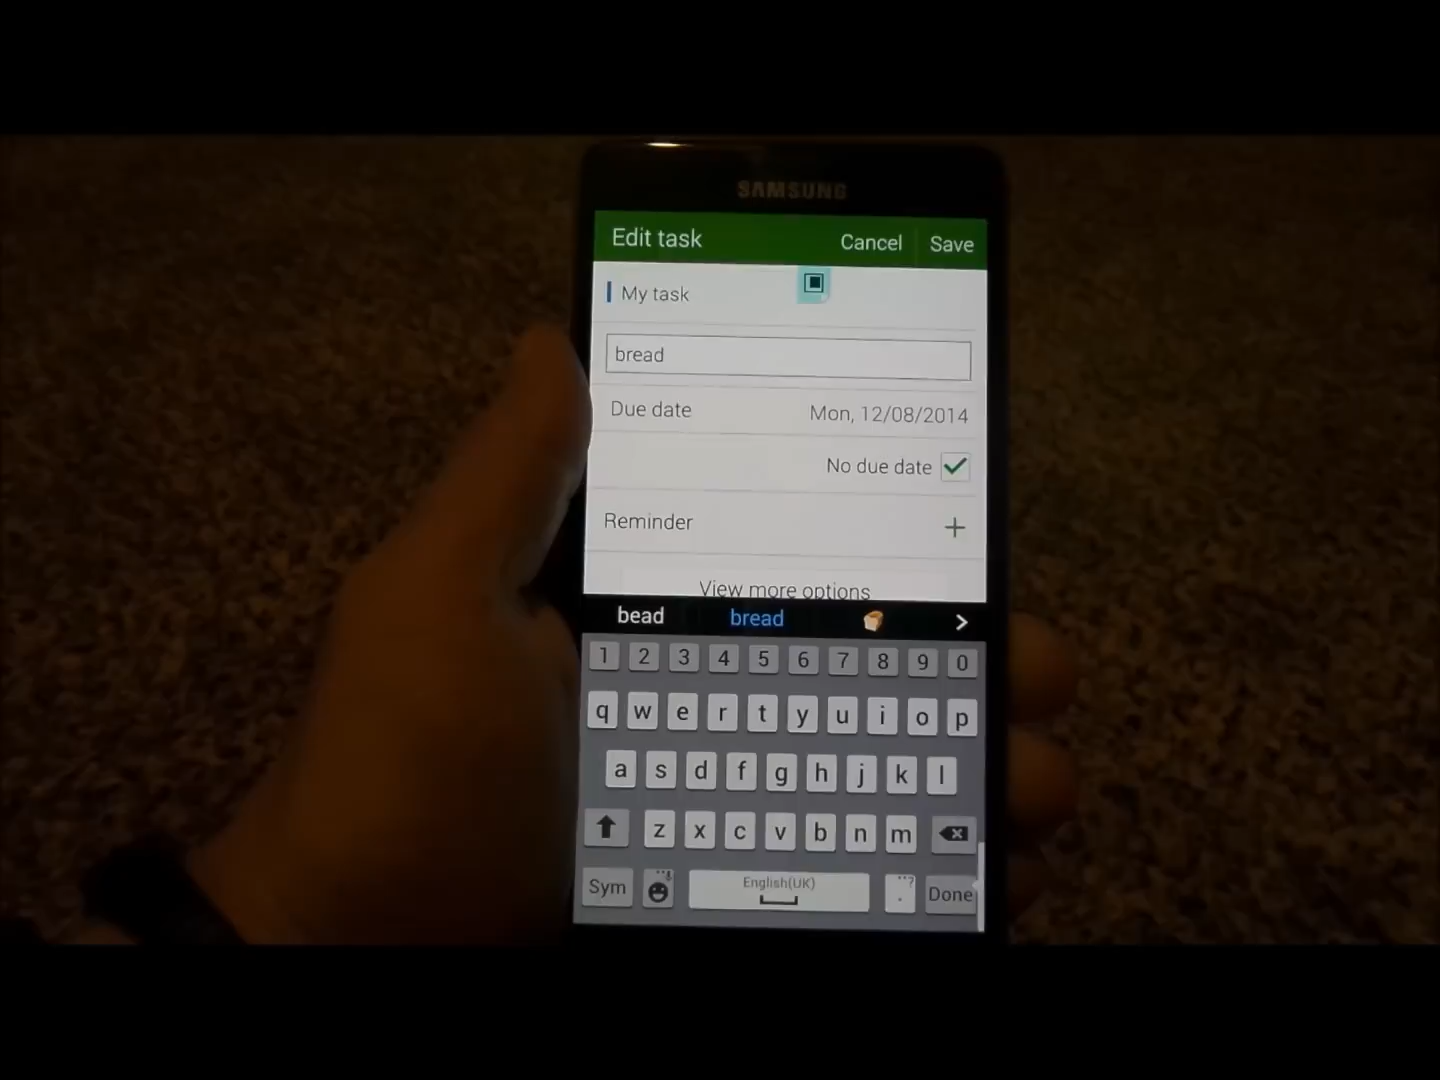 SAMSUNG
Edit task Cancel Save
My task
bread
Due date Mon, 12/08/2014
No due date
Reminder +
View more options
bead bread >
1 2 3 4 5 6 7 8 9 0
q w e r t y u i o p
a s d f g h j k l
z x c v b n m
Sym English(UK) . Done